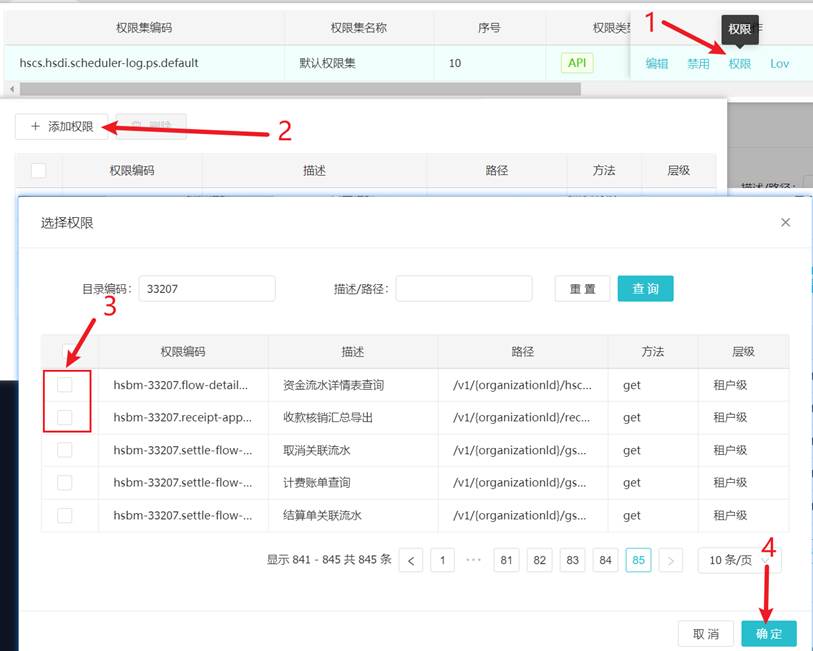 权限集编码 权限集名称 序号 权限类 作
1 权限
hscs.hsdi.scheduler-log.ps.default 默认权限集 10 API 编辑 禁用 权限 Lov
+ 添加权限 删除 2
权限编码 描述 路径 方法 层级
描述/路径:
选择权限
目录编码: 33207 描述/路径: 重置 查询
3
权限编码 描述 路径 方法 层级
hsbm-33207.flow-detail... 资金流水详情表查询 /v1/{organizationId}/hsc... get 租户级
hsbm-33207.receipt-app... 收款核销汇总导出 /v1/{organizationId}/rec... get 租户级
hsbm-33207.settle-flow-... 取消关联流水 /v1/{organizationId}/gs... get 租户级
hsbm-33207.settle-flow-... 计费账单查询 /v1/{organizationId}/gs... get 租户级
hsbm-33207.settle-flow-... 结算单关联流水 /v1/{organizationId}/gs... get 租户级
显示 841 - 845 共 845 条 < 1 ··· 81 82 83 84 85 > 10 条/页
4
取消 确定